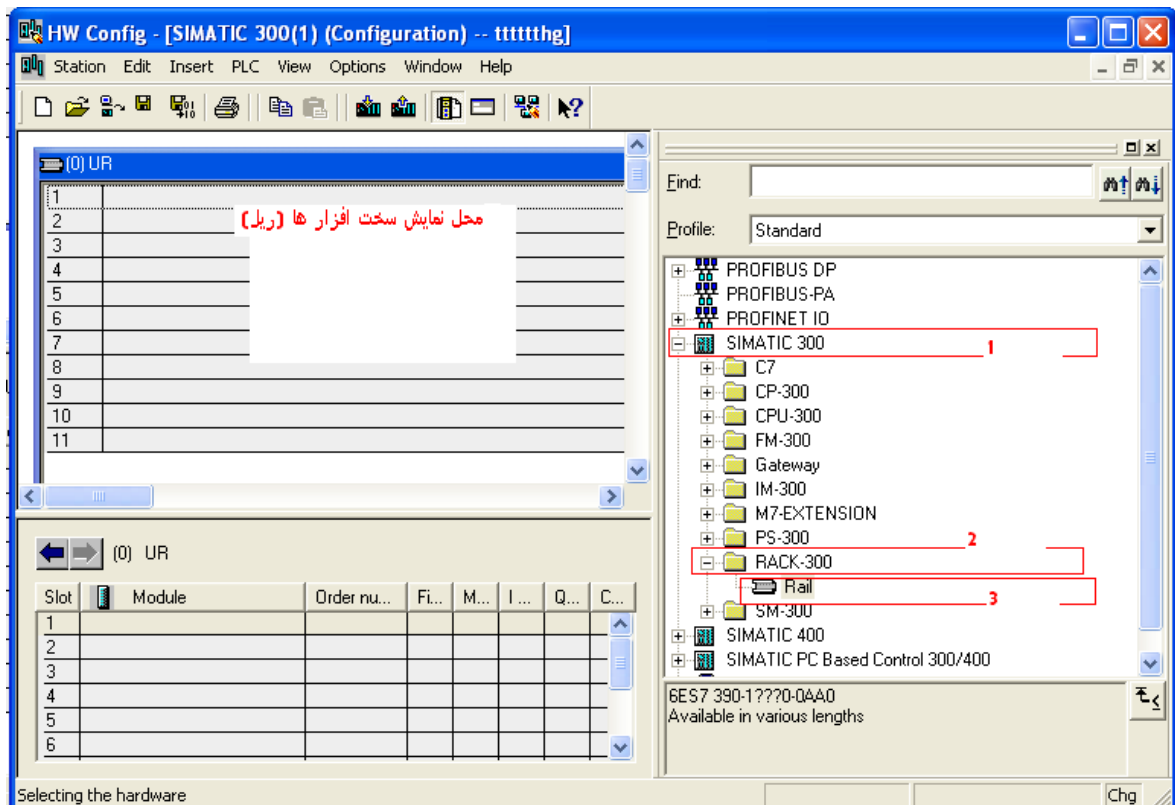 HW Config - [SIMATIC 300(1) (Configuration) -- ttttttthg]
Station Edit Insert PLC View Options Window Help
(0) UR
1
2
3
4
5
6
7
8
9
10
11
محل نمایش سخت افزار ها (ریل)
(0) UR
Slot Module Order nu... Fi... M... I ... Q... C...
1
2
3
4
5
6
Find:
Profile: Standard
PROFIBUS DP
PROFIBUS-PA
PROFINET IO
SIMATIC 300 1
C7
CP-300
CPU-300
FM-300
Gateway
IM-300
M7-EXTENSION
PS-300
RACK-300 2
Rail 3
SM-300
SIMATIC 400
SIMATIC PC Based Control 300/400
6ES7 390-1???0-0AA0
Available in various lengths
Selecting the hardware Chg